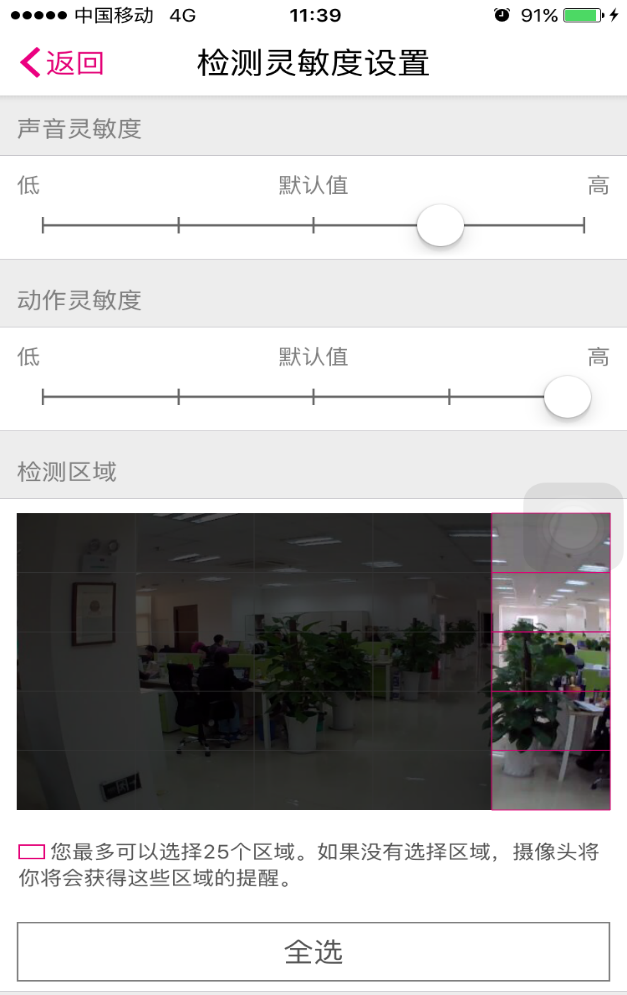 中国移动 4G 11:39 91%
返回 检测灵敏度设置
声音灵敏度
低 默认值 高
动作灵敏度
低 默认值 高
检测区域
您最多可以选择25个区域。如果没有选择区域，摄像头将
你将会获得这些区域的提醒。
全选